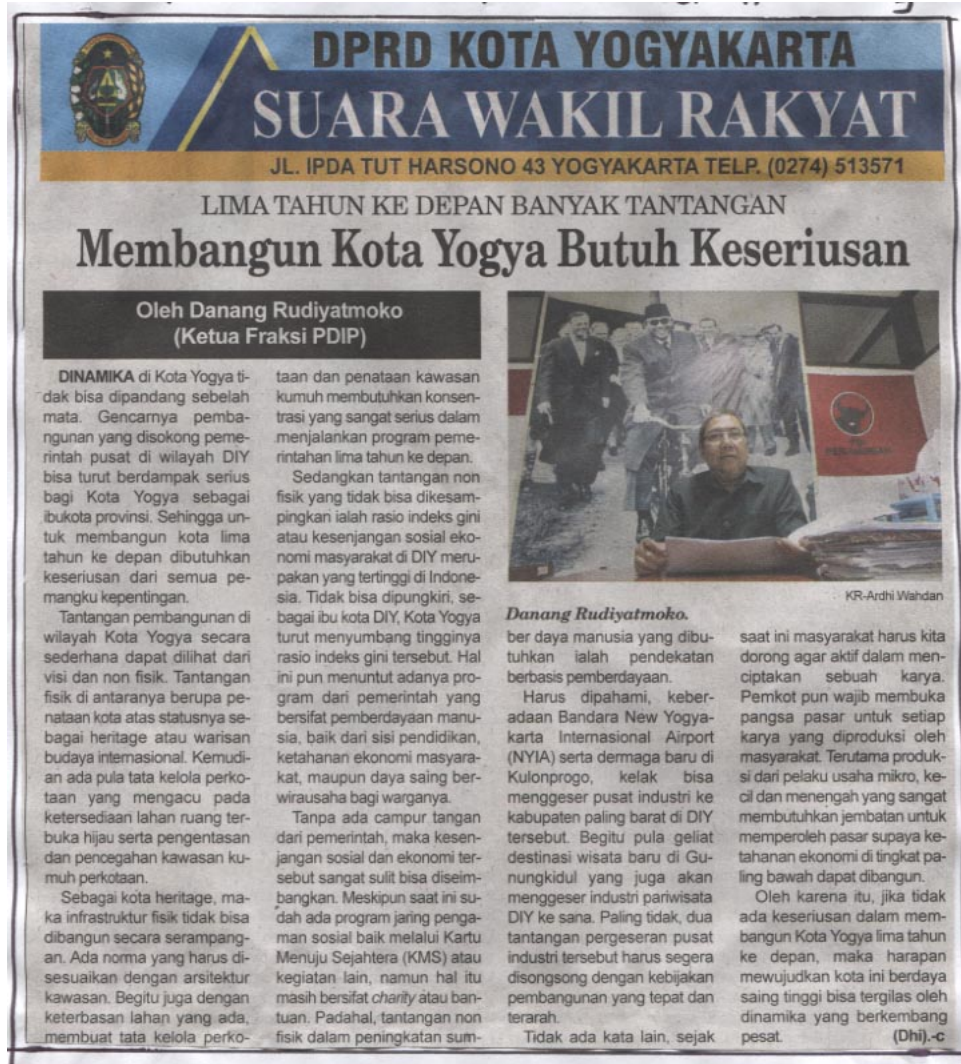 DPRD KOTA YOGYAKARTA
SUARA WAKIL RAKYAT
JL. IPDA TUT HARSONO 43 YOGYAKARTA TELP. (0274) 513571
LIMA TAHUN KE DEPAN BANYAK TANTANGAN
Membangun Kota Yogya Butuh Keseriusan
Oleh Danang Rudiyatmoko
(Ketua Fraksi PDIP)
DINAMIKA di Kota Yogya ti-
dak bisa dipandang sebelah
mata. Gencarnya pemba-
ngunan yang disokong peme-
rintah pusat di wilayah DIY
bisa turut berdampak serius
bagi Kota Yogya sebagai
ibukota provinsi. Sehingga un-
tuk membangun kota lima
tahun ke depan dibutuhkan
keseriusan dari semua pe-
mangku kepentingan.
Tantangan pembangunan di
wilayah Kota Yogya secara
sederhana dapat dilihat dari
visi dan non fisik. Tantangan
fisik di antaranya berupa pe-
nataan kota atas statusnya se-
bagai heritage atau warisan
budaya internasional. Kemudi-
an ada pula tata kelola perko-
taan yang mengacu pada
ketersediaan lahan ruang ter-
buka hijau serta pengentasan
dan pencegahan kawasan ku-
muh perkotaan.
Sebagai kota heritage, ma-
ka infrastruktur fisik tidak bisa
dibangun secara serampang-
an. Ada norma yang harus di-
sesuaikan dengan arsitektur
kawasan. Begitu juga dengan
keterbasan lahan yang ada,
membuat tata kelola perko-
taan dan penataan kawasan
kumuh membutuhkan konsen-
trasi yang sangat serius dalam
menjalankan program peme-
rintahan lima tahun ke depan.
Sedangkan tantangan non
fisik yang tidak bisa dikesam-
pingkan ialah rasio indeks gini
atau kesenjangan sosial eko-
nomi masyarakat di DIY meru-
pakan yang tertinggi di Indone-
sia. Tidak bisa dipungkiri, se-
bagai ibu kota DIY, Kota Yogya
turut menyumbang tingginya
rasio indeks gini tersebut. Hal
ini pun menuntut adanya pro-
gram dari pemerintah yang
bersifat pemberdayaan manu-
sia, baik dari sisi pendidikan,
ketahanan ekonomi masyara-
kat, maupun daya saing ber-
wirausaha bagi warganya.
Tanpa ada campur tangan
dari pemerintah, maka kesen-
jangan sosial dan ekonomi ter-
sebut sangat sulit bisa diseim-
bangkan. Meskipun saat ini su-
dah ada program jaring penga-
man sosial baik melalui Kartu
Menuju Sejahtera (KMS) atau
kegiatan lain, namun hal itu
masih bersifat charity atau ban-
tuan. Padahal, tantangan non
fisik dalam peningkatan sum-
KR-Ardhi Wahdan
Danang Rudiyatmoko.
ber daya manusia yang dibu-
tuhkan ialah pendekatan
berbasis pemberdayaan.
Harus dipahami, keber-
adaan Bandara New Yogya-
karta Internasional Airport
(NYIA) serta dermaga baru di
Kulonprogo, kelak bisa
menggeser pusat industri ke
kabupaten paling barat di DIY
tersebut. Begitu pula geliat
destinasi wisata baru di Gu-
nungkidul yang juga akan
menggeser industri pariwisata
DIY ke sana. Paling tidak, dua
tantangan pergeseran pusat
industri tersebut harus segera
disongsong dengan kebijakan
pembangunan yang tepat dan
terarah.
Tidak ada kata lain, sejak
saat ini masyarakat harus kita
dorong agar aktif dalam men-
ciptakan sebuah karya.
Pemkot pun wajib membuka
pangsa pasar untuk setiap
karya yang diproduksi oleh
masyarakat. Terutama produk-
si dari pelaku usaha mikro, ke-
cil dan menengah yang sangat
membutuhkan jembatan untuk
memperoleh pasar supaya ke-
tahanan ekonomi di tingkat pa-
ling bawah dapat dibangun.
Oleh karena itu, jika tidak
ada keseriusan dalam mem-
bangun Kota Yogya lima tahun
ke depan, maka harapan
mewujudkan kota ini berdaya
saing tinggi bisa tergilas oleh
dinamika yang berkembang
pesat. (Dhi).-c